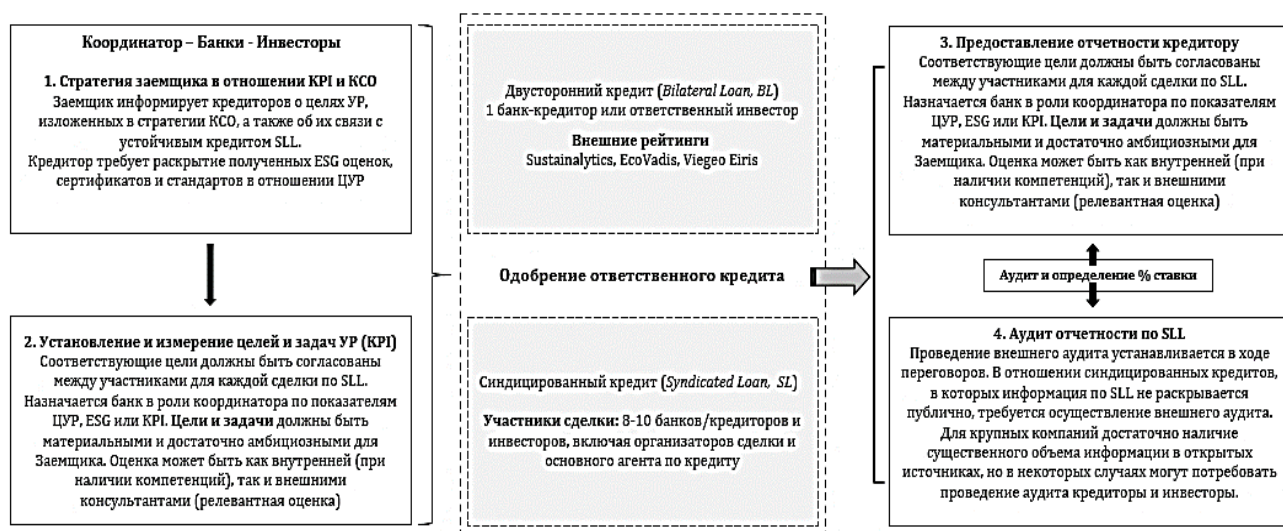 Координатор – Банки - Инвесторы
1. Стратегия заемщика в отношении KPI и КСО
Заемщик информирует кредиторов о целях УР,
изложенных в стратегии КСО, а также об их связи с
устойчивым кредитом SLL.
Кредитор требует раскрытие полученных ESG оценок,
сертификатов и стандартов в отношении ЦУР
2. Установление и измерение целей и задач УР (KPI)
Соответствующие цели должны быть согласованы
между участниками для каждой сделки по SLL.
Назначается банк в роли координатора по показателям
ЦУР, ESG или KPI. Цели и задачи должны быть
материальными и достаточно амбициозными для
Заемщика. Оценка может быть как внутренней (при
наличии компетенций), так и внешними
консультантами (релевантная оценка)
Двусторонний кредит (Bilateral Loan, BL)
1 банк-кредитор или ответственный инвестор
Внешние рейтинги
Sustainalytics, EcoVadis, Viegeo Eiris
Одобрение ответственного кредита
Синдицированный кредит (Syndicated Loan, SL)
Участники сделки: 8-10 банков/кредиторов и
инвесторов, включая организаторов сделки и
основного агента по кредиту
3. Предоставление отчетности кредитору
Соответствующие цели должны быть согласованы
между участниками для каждой сделки по SLL.
Назначается банк в роли координатора по показателям
ЦУР, ESG или KPI. Цели и задачи должны быть
материальными и достаточно амбициозными для
Заемщика. Оценка может быть как внутренней (при
наличии компетенций), так и внешними
консультантами (релевантная оценка)
Аудит и определение % ставки
4. Аудит отчетности по SLL
Проведение внешнего аудита устанавливается в ходе
переговоров. В отношении синдицированных кредитов,
в которых информация по SLL не раскрывается
публично, требуется осуществление внешнего аудита.
Для крупных компаний достаточно наличие
существенного объема информации в открытых
источниках, но в некоторых случаях могут потребовать
проведение аудита кредиторы и инвесторы.